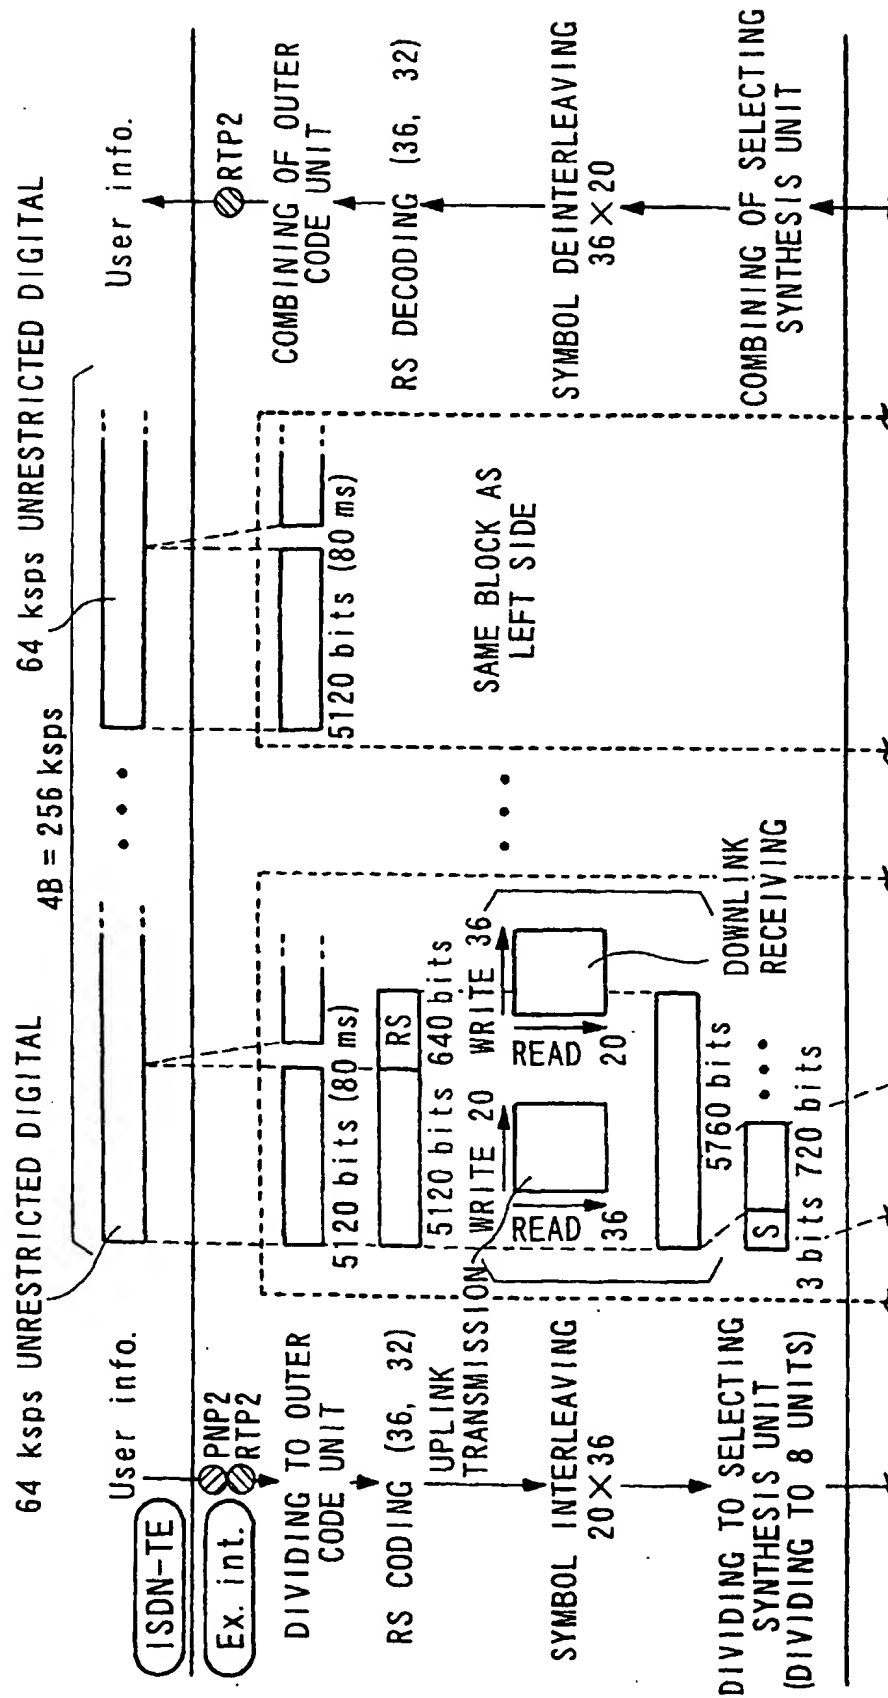 64 ksps UNRESTRICTED DIGITAL
4B = 256 ksps
64 ksps UNRESTRICTED DIGITAL
ISDN-TE
User info.
User info.
Ex. int.
PNP2
RTP2
RTP2
DIVIDING TO OUTER
CODE UNIT
5120 bits (80 ms)
5120 bits (80 ms)
COMBINING OF OUTER
CODE UNIT
RS CODING (36, 32)
RS
5120 bits
640 bits
RS DECODING (36, 32)
UPLINK
TRANSMISSION
WRITE 20
READ
36
WRITE 36
READ
20
SAME BLOCK AS
LEFT SIDE
SYMBOL INTERLEAVING
20×36
SYMBOL DEINTERLEAVING
36×20
DOWNLINK
RECEIVING
5760 bits
DIVIDING TO SELECTING
SYNTHESIS UNIT
(DIVIDING TO 8 UNITS)
S
3 bits
720 bits
COMBINING OF SELECTING
SYNTHESIS UNIT